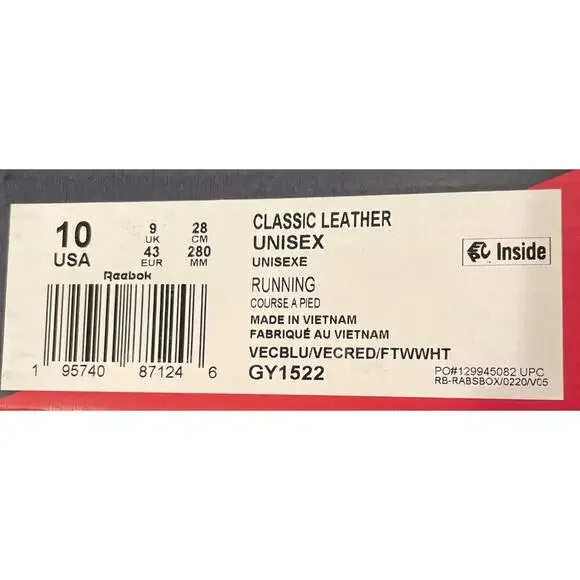 10
USA
9
UK
43
EUR
28
CM
280
MM
Reebok
1 95740 87124 6
CLASSIC LEATHER
UNISEX
UNISEXE
RUNNING
COURSE A PIED
MADE IN VIETNAM
FABRIQUÉ AU VIETNAM
VECBLU/VECRED/FTWWHT
GY1522
Inside
PO#129945082 UPC
RB-RABSBOX/0220/V05